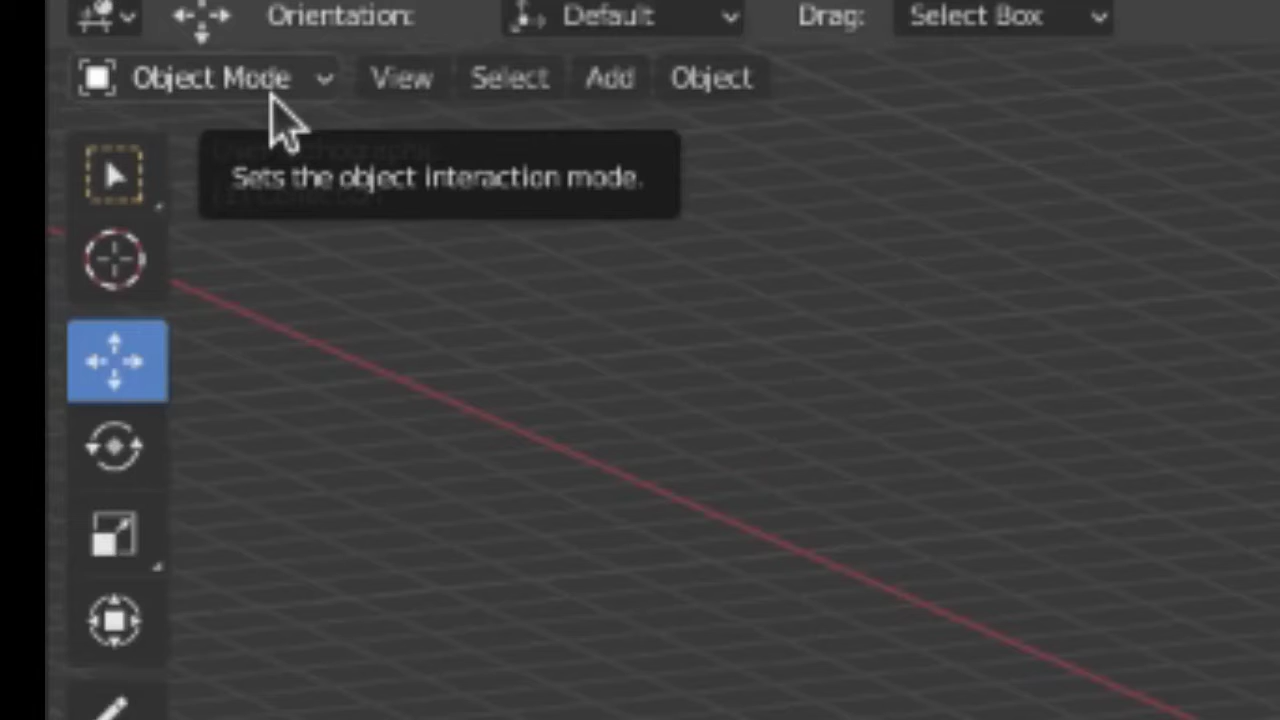 Orientation: Default Drag: Select Box
Object Mode View Select Add Object
Sets the object interaction mode.